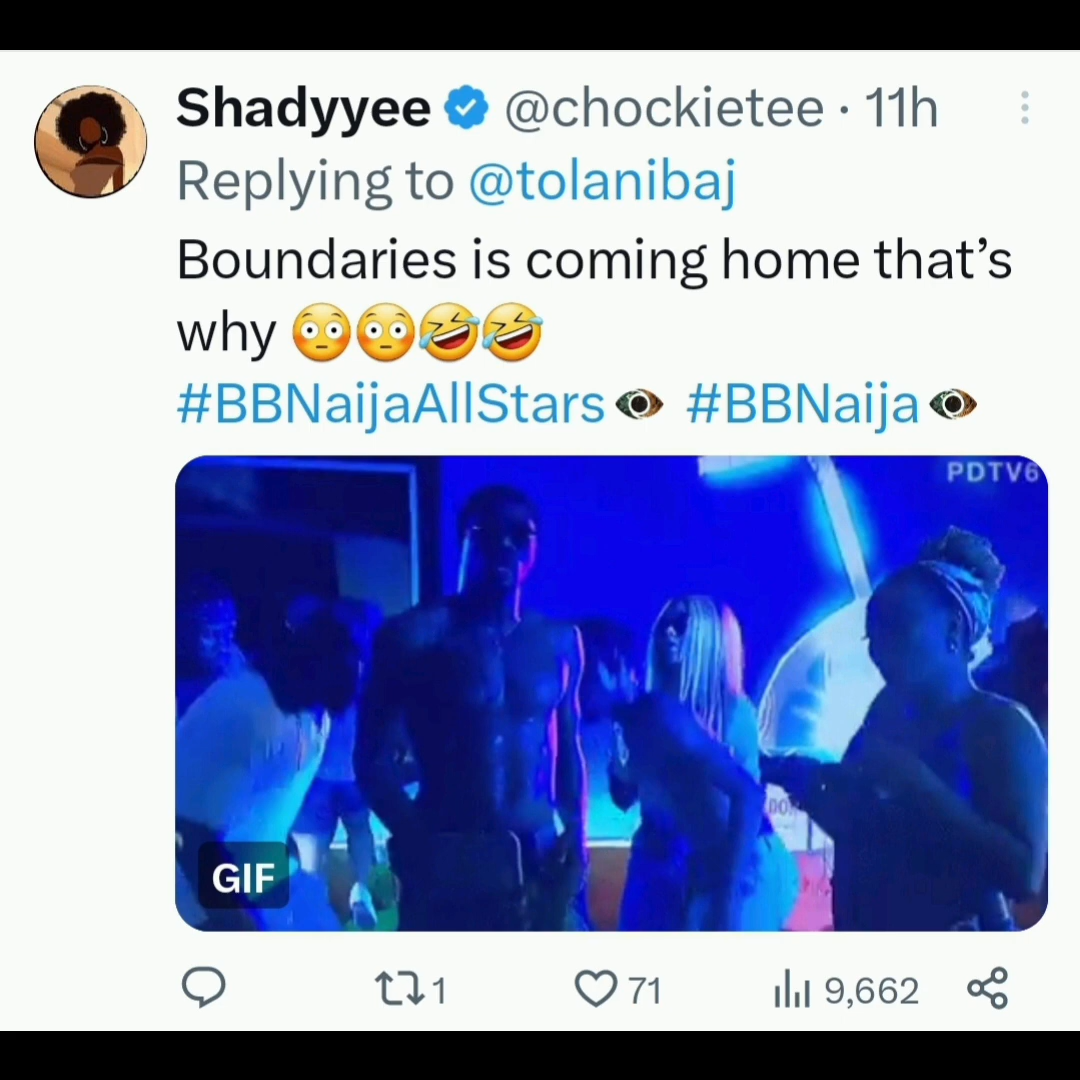 Shadyyee @chockietee · 11h
Replying to @tolanibaj
Boundaries is coming home that’s
why 😳😳🤣🤣
#BBNaijaAllStars #BBNaija
PDTV6
GIF
1 71 9,662